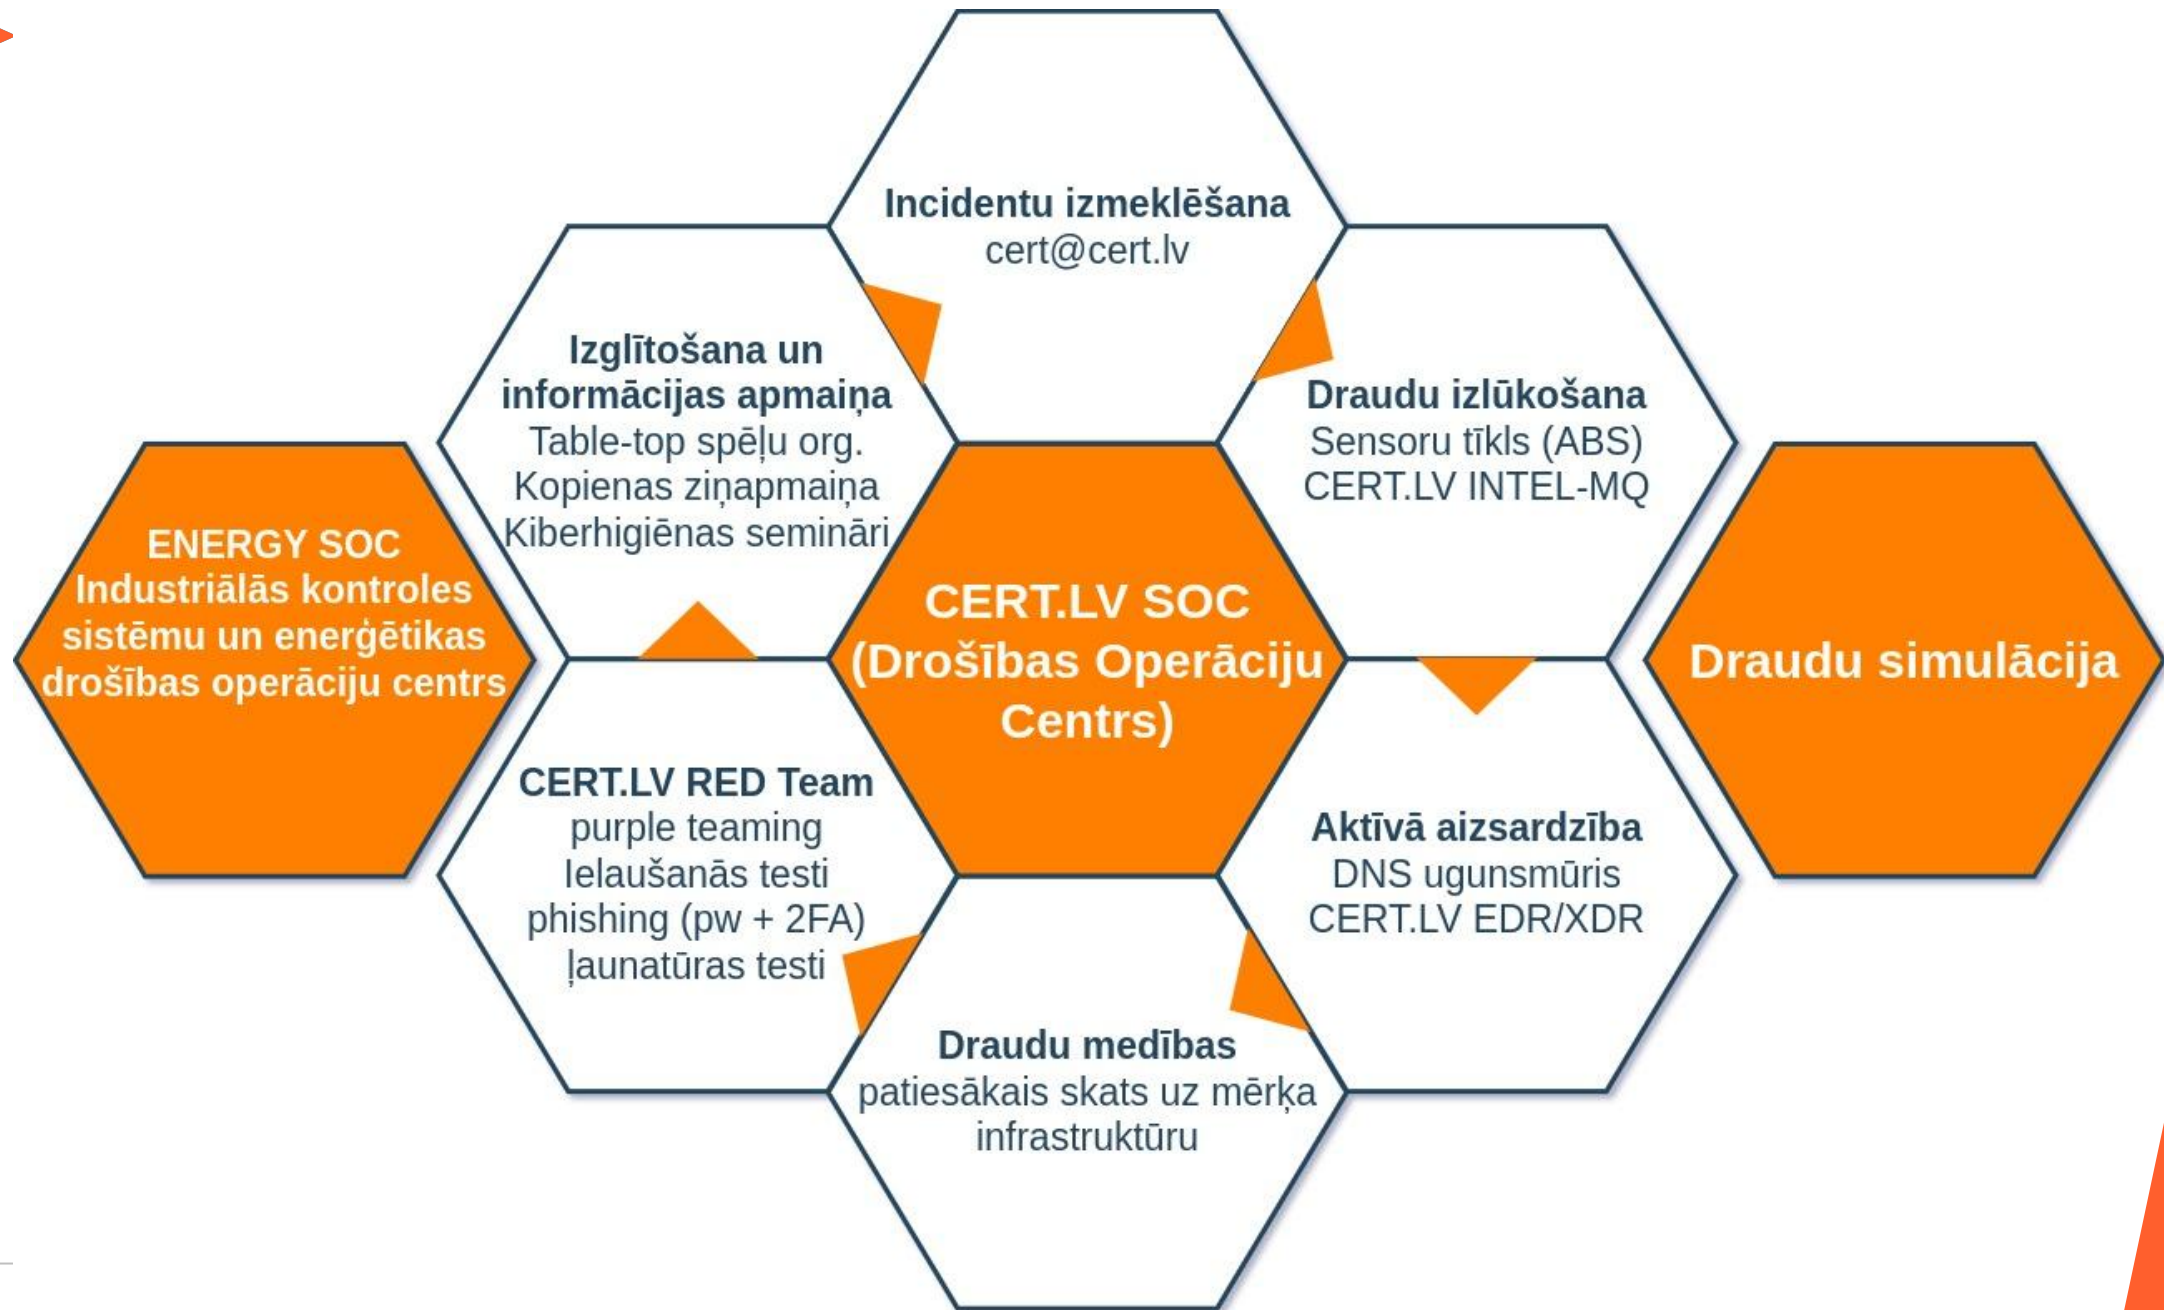 Incidentu izmeklēšana
cert@cert.lv
Izglītošana un
informācijas apmaiņa
Table-top spēļu org.
Kopienas ziņapmaiņa
Kiberhigiēnas semināri
Draudu izlūkošana
Sensoru tīkls (ABS)
CERT.LV INTEL-MQ
ENERGY SOC
Industriālās kontroles
sistēmu un enerģētikas
drošības operāciju centrs
CERT.LV SOC
(Drošības Operāciju
Centrs)
Draudu simulācija
CERT.LV RED Team
purple teaming
Ielaušanās testi
phishing (pw + 2FA)
ļaunatūras testi
Aktīvā aizsardzība
DNS ugunsmūris
CERT.LV EDR/XDR
Draudu medības
patiesākais skats uz mērķa
infrastruktūru